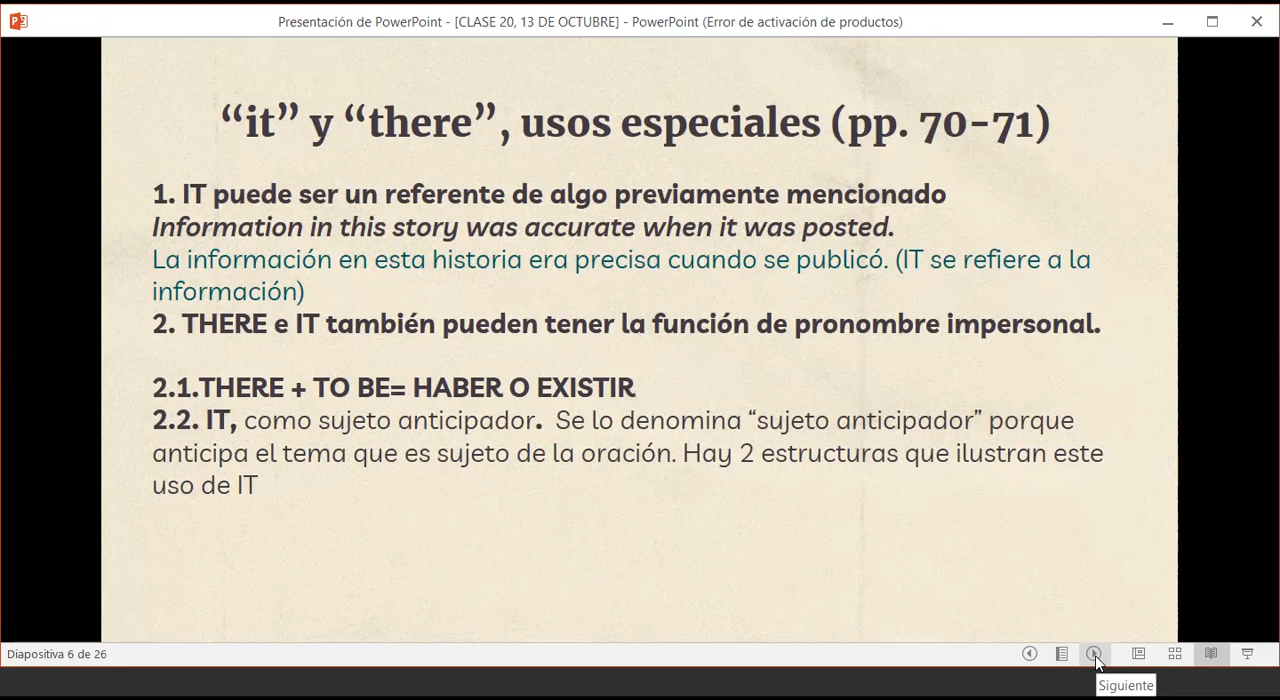 Presentación de PowerPoint - [CLASE 20, 13 DE OCTUBRE] - PowerPoint (Error de activación de productos)
“it” y “there”, usos especiales (pp. 70-71)
1. IT puede ser un referente de algo previamente mencionado
Information in this story was accurate when it was posted.
La información en esta historia era precisa cuando se publicó. (IT se refiere a la
información)
2. THERE e IT también pueden tener la función de pronombre impersonal.
2.1.THERE + TO BE= HABER O EXISTIR
2.2. IT, como sujeto anticipador.  Se lo denomina “sujeto anticipador” porque
anticipa el tema que es sujeto de la oración. Hay 2 estructuras que ilustran este
uso de IT
Diapositiva 6 de 26
Siguiente